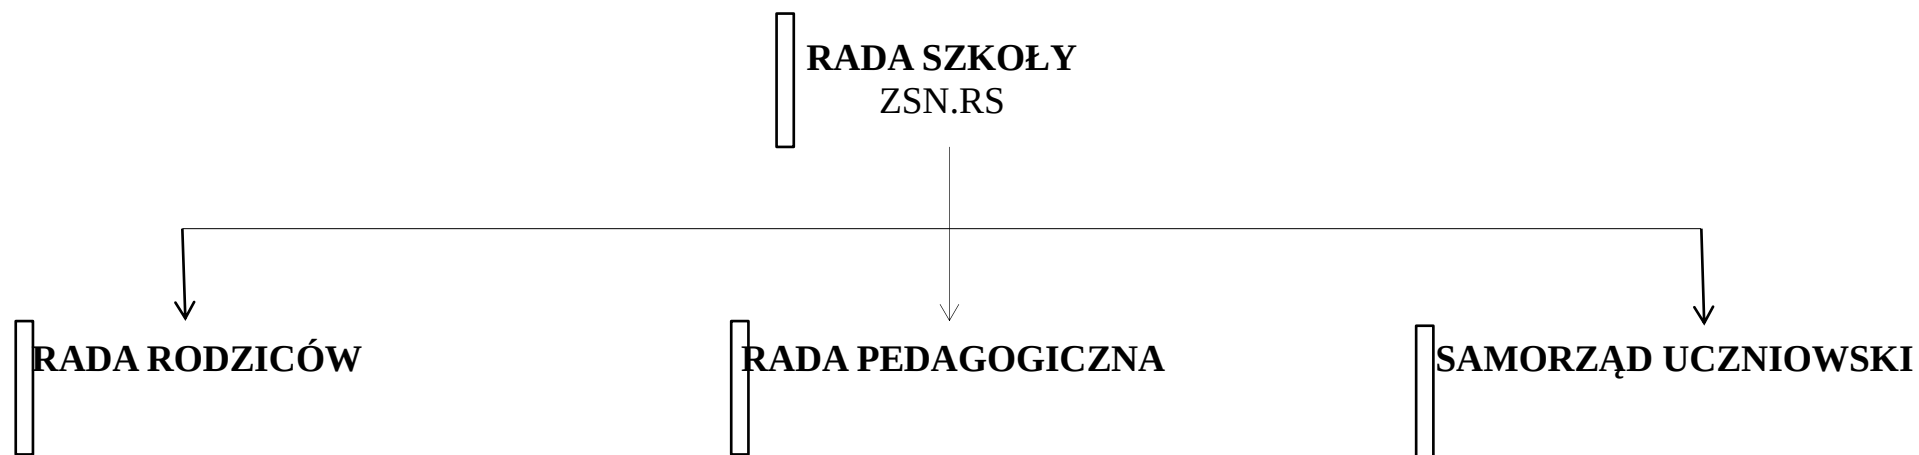 RADA SZKOŁY
ZSN.RS
RADA RODZICÓW
RADA PEDAGOGICZNA
SAMORZĄD UCZNIOWSKI